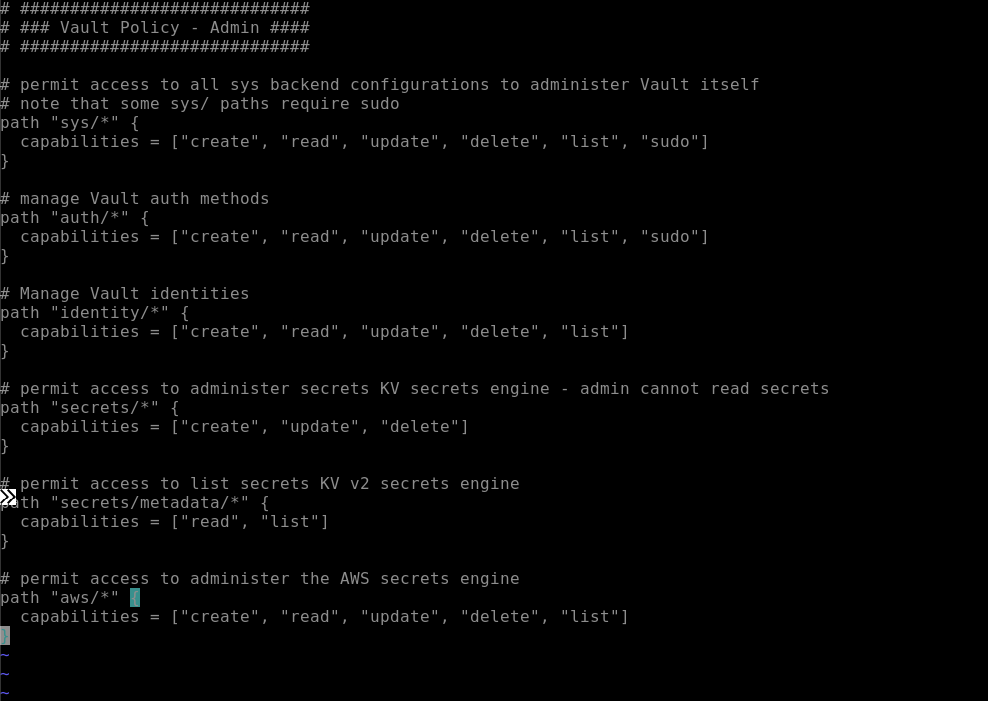 # #############################
# ### Vault Policy - Admin ####
# #############################
# permit access to all sys backend configurations to administer Vault itself
# note that some sys/ paths require sudo
path "sys/*" {
  capabilities = ["create", "read", "update", "delete", "list", "sudo"]
}
# manage Vault auth methods
path "auth/*" {
  capabilities = ["create", "read", "update", "delete", "list", "sudo"]
}
# Manage Vault identities
path "identity/*" {
  capabilities = ["create", "read", "update", "delete", "list"]
}
# permit access to administer secrets KV secrets engine - admin cannot read secrets
path "secrets/*" {
  capabilities = ["create", "update", "delete"]
}
# permit access to list secrets KV v2 secrets engine
path "secrets/metadata/*" {
  capabilities = ["read", "list"]
}
# permit access to administer the AWS secrets engine
path "aws/*" {
  capabilities = ["create", "read", "update", "delete", "list"]
}
~
~
~